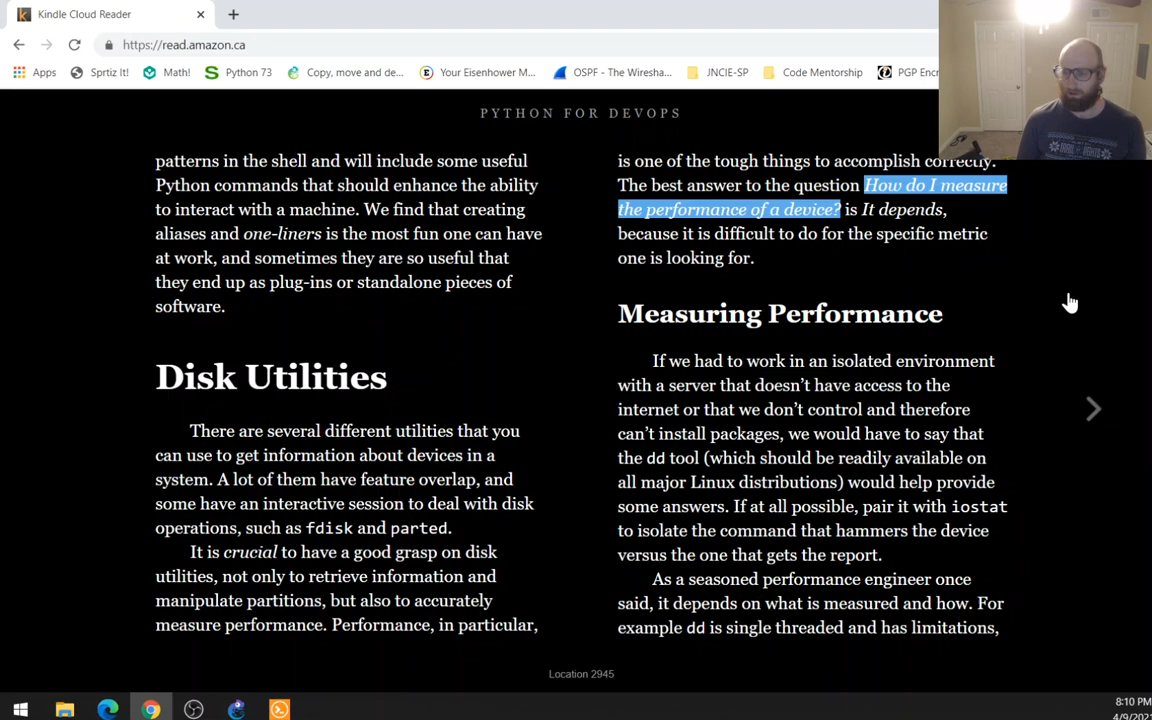 Kindle Cloud Reader
https://read.amazon.ca
Apps
Sprtiz It!
Math!
Python 73
Copy, move and de...
Your Eisenhower M...
OSPF - The Wiresha...
JNCIE-SP
Code Mentorship
PGP Encr
PYTHON FOR DEVOPS
patterns in the shell and will include some useful
Python commands that should enhance the ability
to interact with a machine. We find that creating
aliases and one-liners is the most fun one can have
at work, and sometimes they are so useful that
they end up as plug-ins or standalone pieces of
software.
Disk Utilities
There are several different utilities that you
can use to get information about devices in a
system. A lot of them have feature overlap, and
some have an interactive session to deal with disk
operations, such as fdisk and parted.
It is crucial to have a good grasp on disk
utilities, not only to retrieve information and
manipulate partitions, but also to accurately
measure performance. Performance, in particular,
is one of the tough things to accomplish correctly.
The best answer to the question How do I measure
the performance of a device? is It depends,
because it is difficult to do for the specific metric
one is looking for.
Measuring Performance
If we had to work in an isolated environment
with a server that doesn't have access to the
internet or that we don't control and therefore
can't install packages, we would have to say that
the dd tool (which should be readily available on
all major Linux distributions) would help provide
some answers. If at all possible, pair it with iostat
to isolate the command that hammers the device
versus the one that gets the report.
As a seasoned performance engineer once
said, it depends on what is measured and how. For
example dd is single threaded and has limitations,
Location 2945
8:10 PM
4/9/202